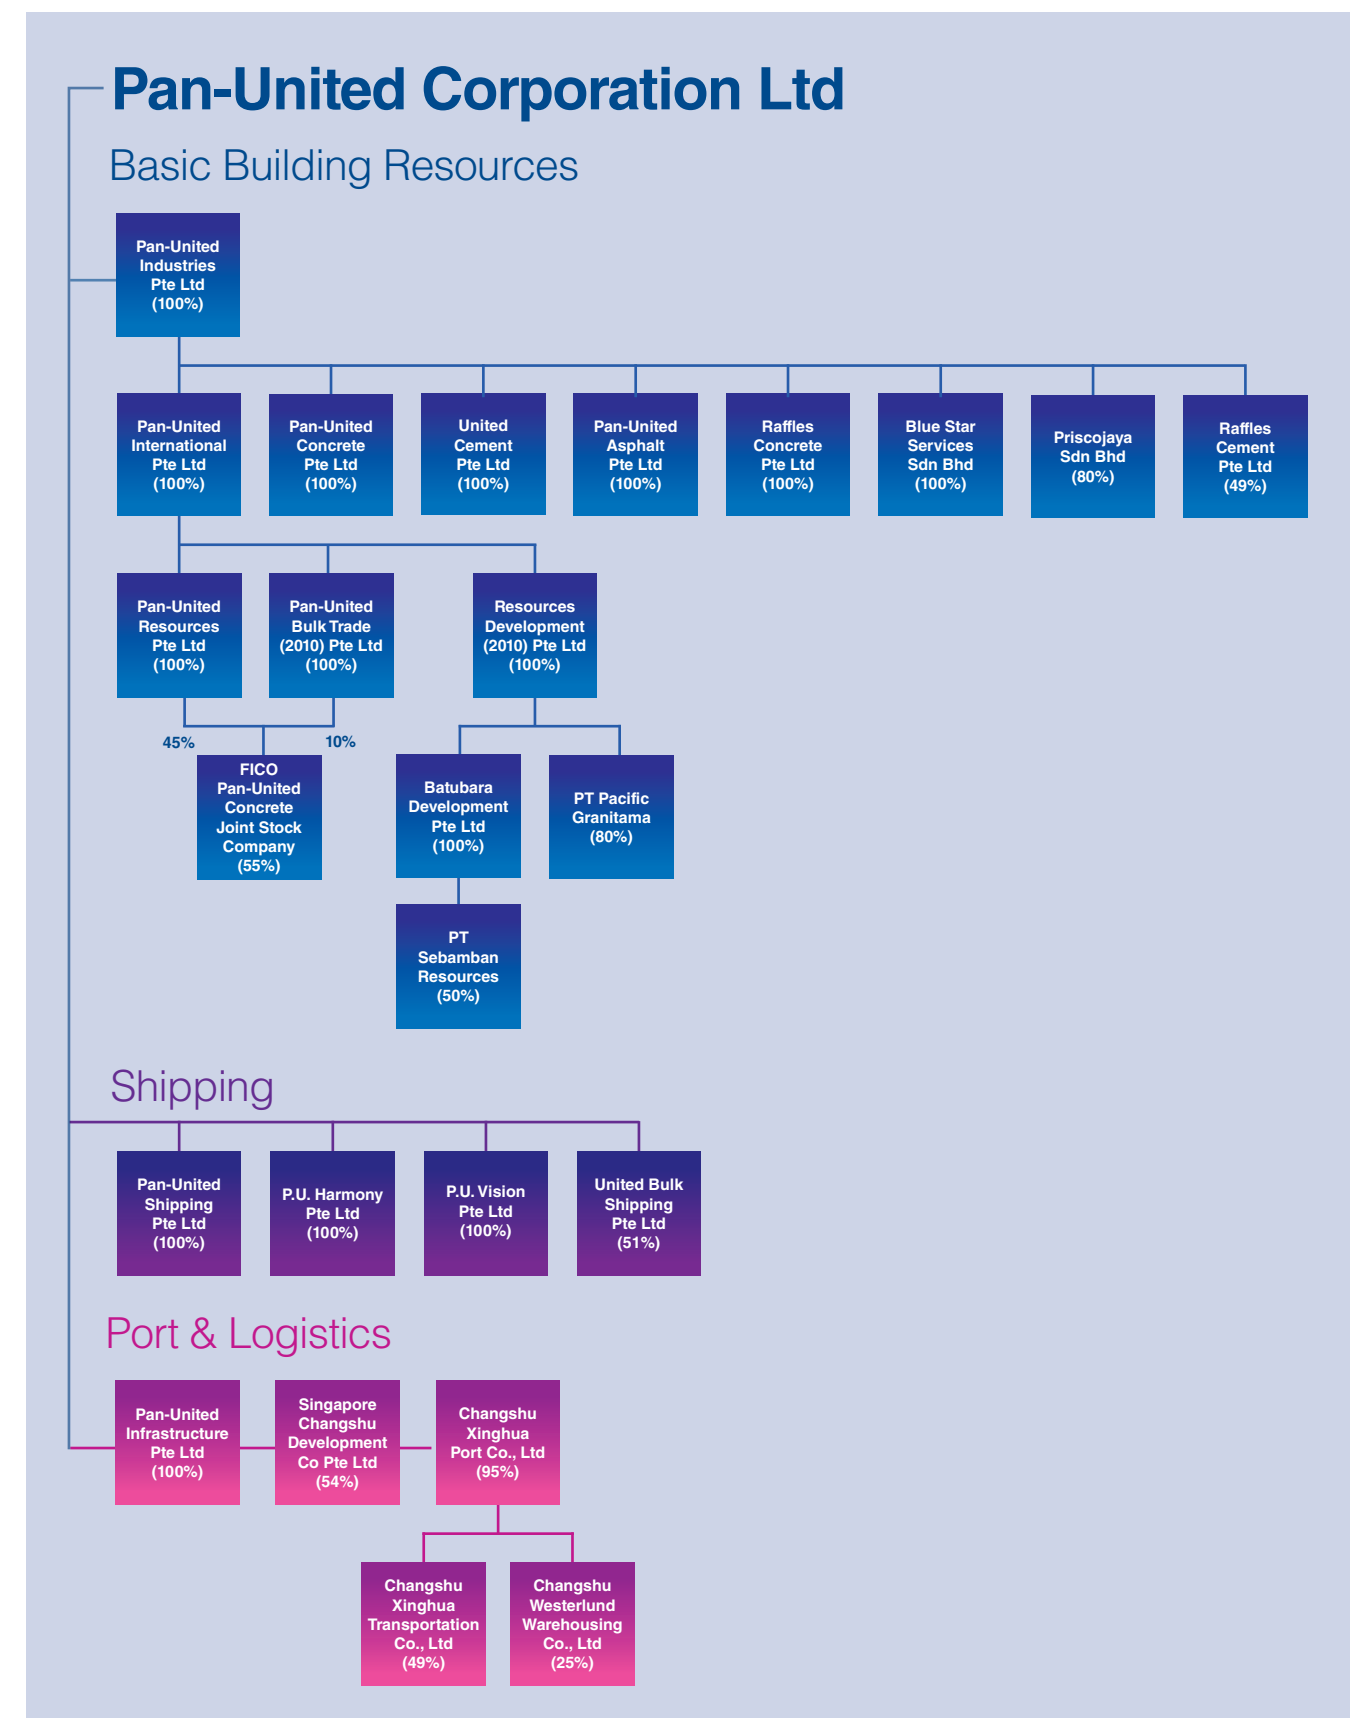 Pan-United Corporation Ltd
Basic Building Resources
Pan-United
Industries
Pte Ltd
(100%)
Pan-United
International
Pte Ltd
(100%)
Pan-United
Concrete
Pte Ltd
(100%)
United
Cement
Pte Ltd
(100%)
Pan-United
Asphalt
Pte Ltd
(100%)
Raffles
Concrete
Pte Ltd
(100%)
Blue Star
Services
Sdn Bhd
(100%)
Priscojaya
Sdn Bhd
(80%)
Raffles
Cement
Pte Ltd
(49%)
Pan-United
Resources
Pte Ltd
(100%)
Pan-United
Bulk Trade
(2010) Pte Ltd
(100%)
Resources
Development
(2010) Pte Ltd
(100%)
45%
10%
FICO
Pan-United
Concrete
Joint Stock
Company
(55%)
Batubara
Development
Pte Ltd
(100%)
PT Pacific
Granitama
(80%)
PT
Sebamban
Resources
(50%)
Shipping
Pan-United
Shipping
Pte Ltd
(100%)
P.U. Harmony
Pte Ltd
(100%)
P.U. Vision
Pte Ltd
(100%)
United Bulk
Shipping
Pte Ltd
(51%)
Port & Logistics
Pan-United
Infrastructure
Pte Ltd
(100%)
Singapore
Changshu
Development
Co Pte Ltd
(54%)
Changshu
Xinghua
Port Co., Ltd
(95%)
Changshu
Xinghua
Transportation
Co., Ltd
(49%)
Changshu
Westerlund
Warehousing
Co., Ltd
(25%)